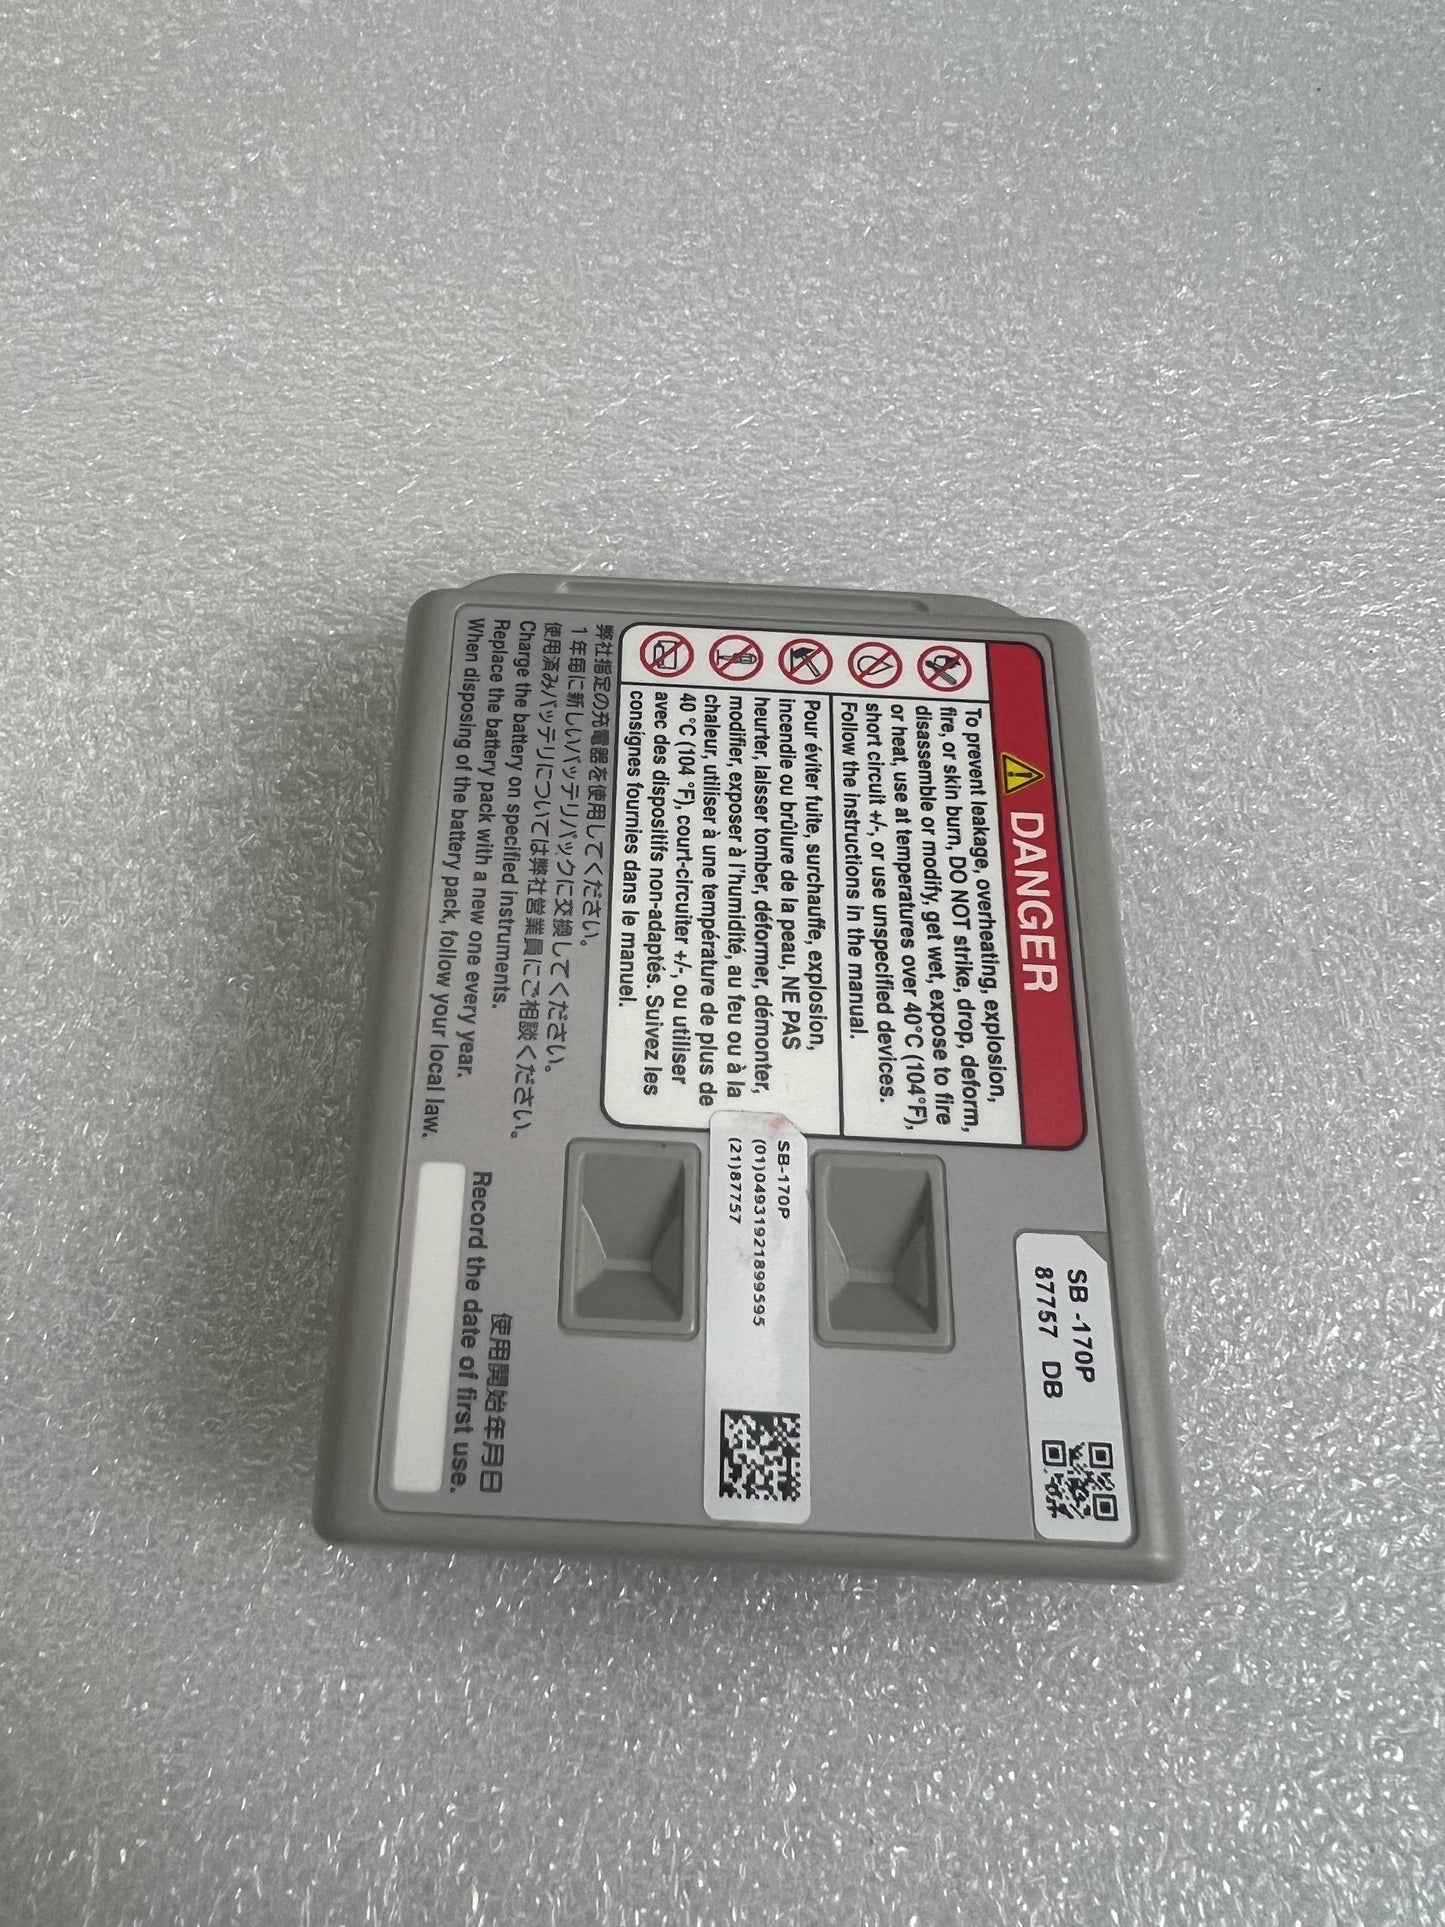 DANGER
To prevent leakage, overheating, explosion,
fire, or skin burn, DO NOT strike, drop, deform,
disassemble or modify, get wet, expose to fire
or heat, use at temperatures over 40°C (104°F),
short circuit +/-, or use unspecified devices.
Follow the instructions in the manual.
Pour éviter fuite, surchauffe, explosion,
incendie ou brûlure de la peau, NE PAS
heurter, laisser tomber, déformer, démonter,
modifier, exposer à l'humidité, au feu ou à la
chaleur, utiliser à une température de plus de
40 °C (104 °F), court-circuiter +/-, ou utiliser
avec des dispositifs non-adaptés. Suivez les
consignes fournies dans le manuel.
弊社指定の充電器を使用してください。
1年毎に新しいバッテリパックに交換してください。
使用済みバッテリについては弊社営業員にご相談ください。
Charge the battery on specified instruments.
Replace the battery pack with a new one every year.
When disposing of the battery pack, follow your local law.
SB-170P
87757 DB
SB-170P
(01)04931921899595
(21)87757
使用開始年月日
Record the date of first use.